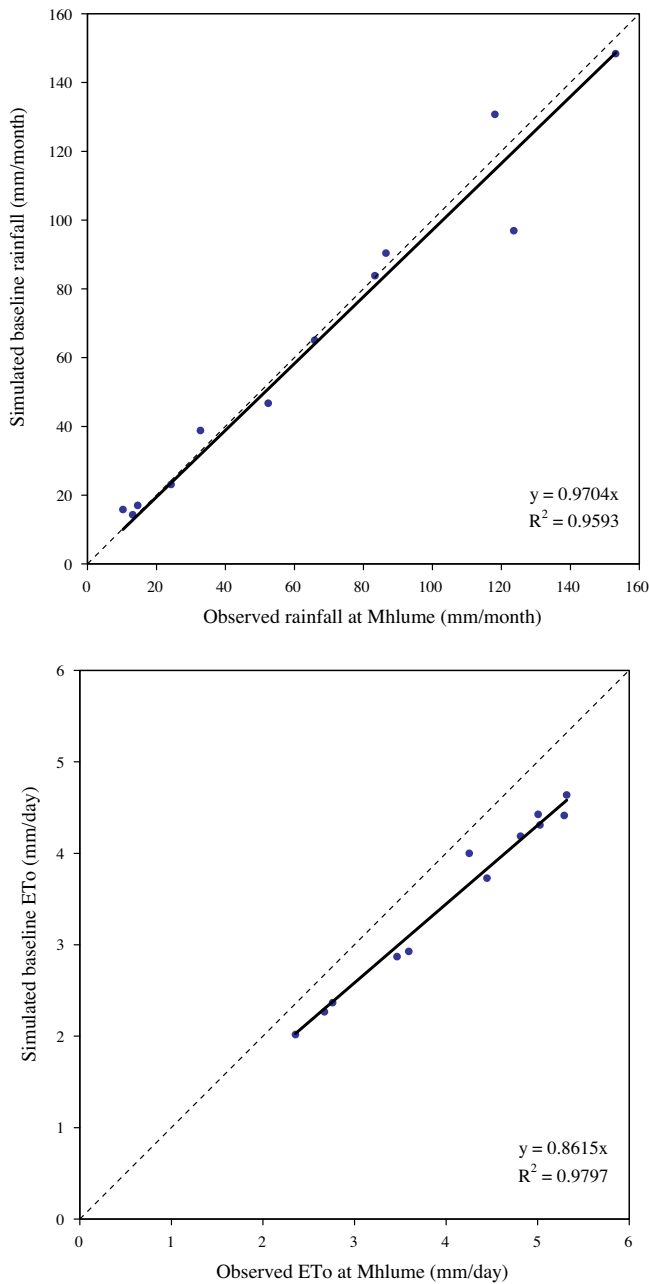 160
140
120
100
80
60
40
20
0
Simulated baseline rainfall (mm/month)
y = 0.9704x
R² = 0.9593
0 20 40 60 80 100 120 140 160
Observed rainfall at Mhlume (mm/month)
6
5
4
3
2
1
0
Simulated baseline ETo (mm/day)
y = 0.8615x
R² = 0.9797
0 1 2 3 4 5 6
Observed ETo at Mhlume (mm/day)